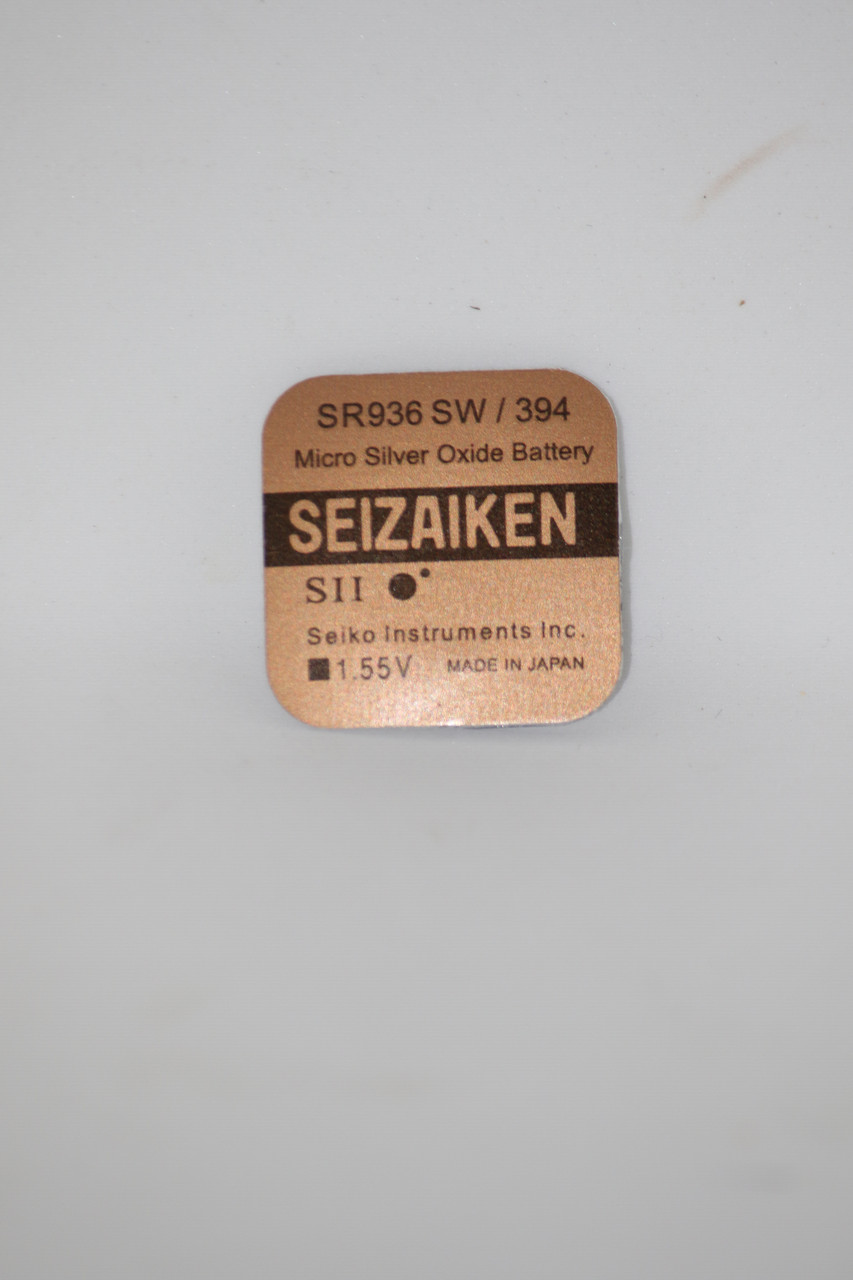 SR936 SW / 394
Micro Silver Oxide Battery
SEIZAIKEN
SII
Seiko Instruments Inc.
1.55V MADE IN JAPAN